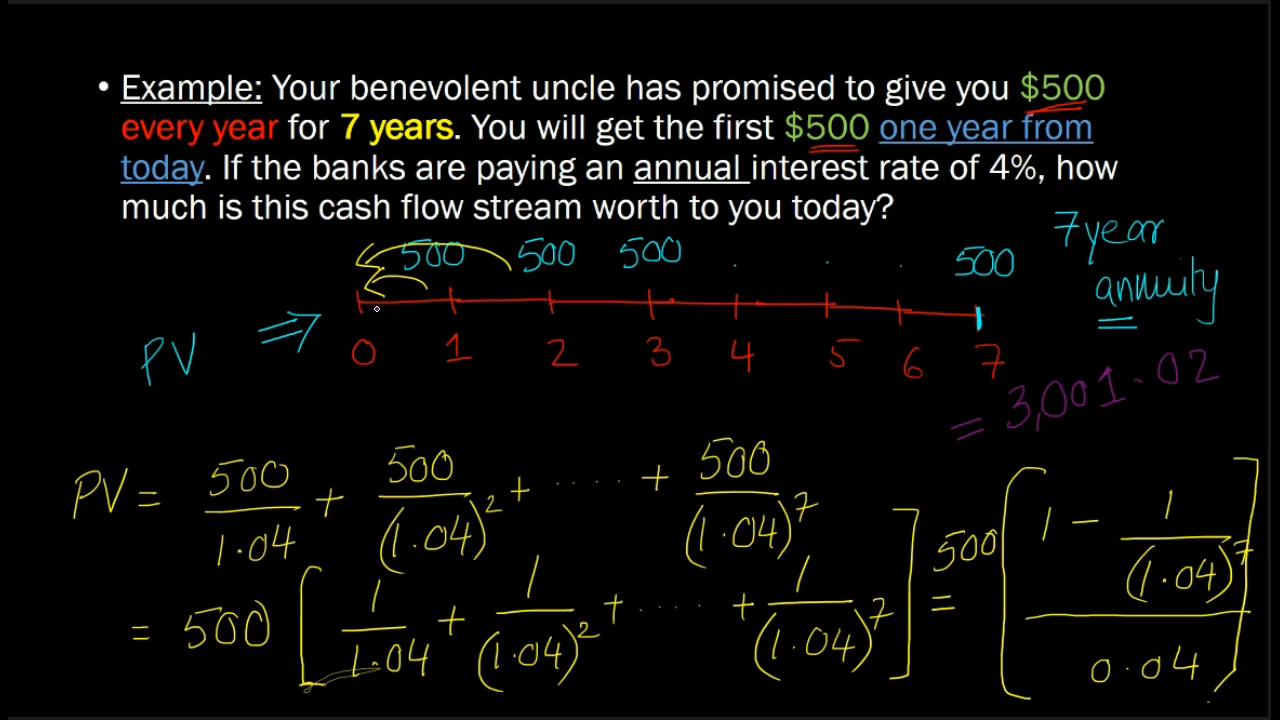 • Example: Your benevolent uncle has promised to give you $500
every year for 7 years. You will get the first $500 one year from
today. If the banks are paying an annual interest rate of 4%, how
much is this cash flow stream worth to you today?
500 500 500 . . . 500
7 year
annuity
PV ⇒
0 1 2 3 4 5 6 7
= 3,001.02
PV = 500/1.04 + 500/(1.04)^2 + ..... + 500/(1.04)^7
= 500 [ 1/1.04 + 1/(1.04)^2 + .... + 1/(1.04)^7 ] = 500 [ (1 - 1/(1.04)^7) / 0.04 ]